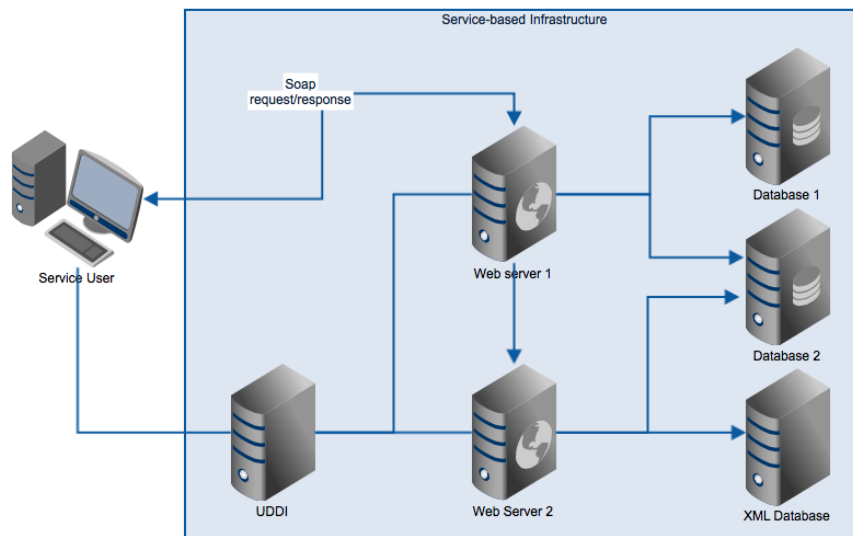 Service-based Infrastructure
Soap
request/response
Database 1
Service User
Web server 1
Database 2
UDDI
Web Server 2
XML Database